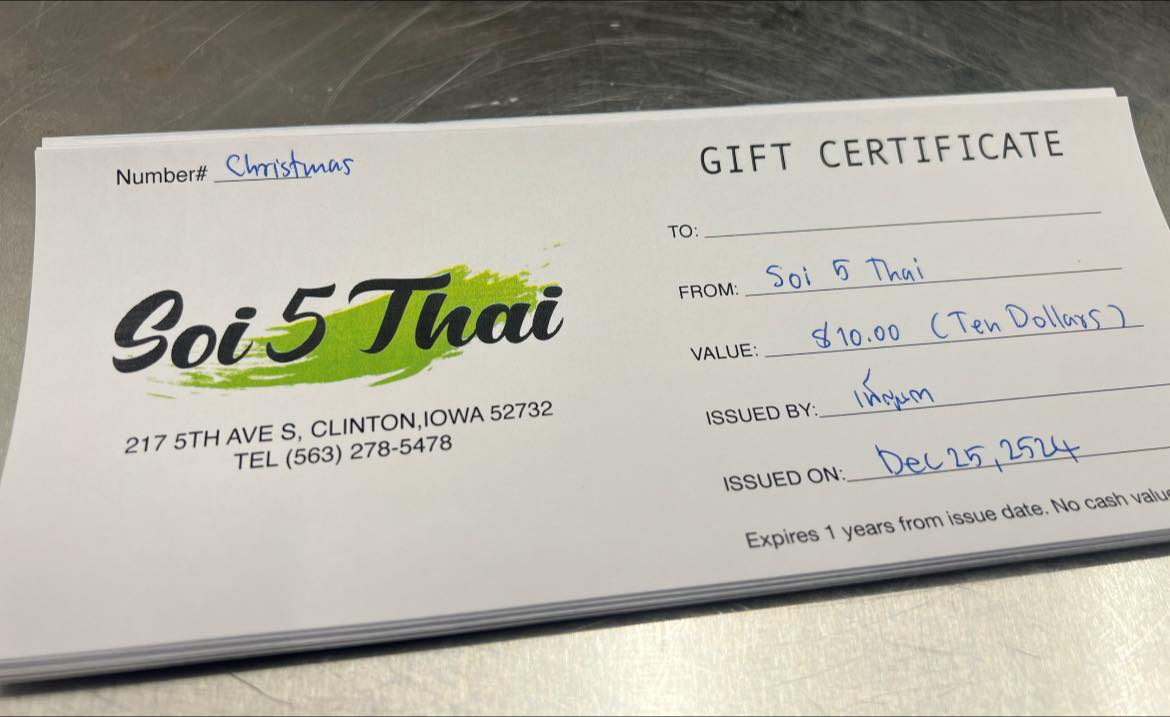 Number# Christmas
Soi 5 Thai
217 5TH AVE S, CLINTON,IOWA 52732
TEL (563) 278-5478
GIFT CERTIFICATE
TO:
FROM: Soi 5 Thai
VALUE: $10.00 (Ten Dollars)
ISSUED BY:
ISSUED ON: Dec 25, 2524
Expires 1 years from issue date. No cash value